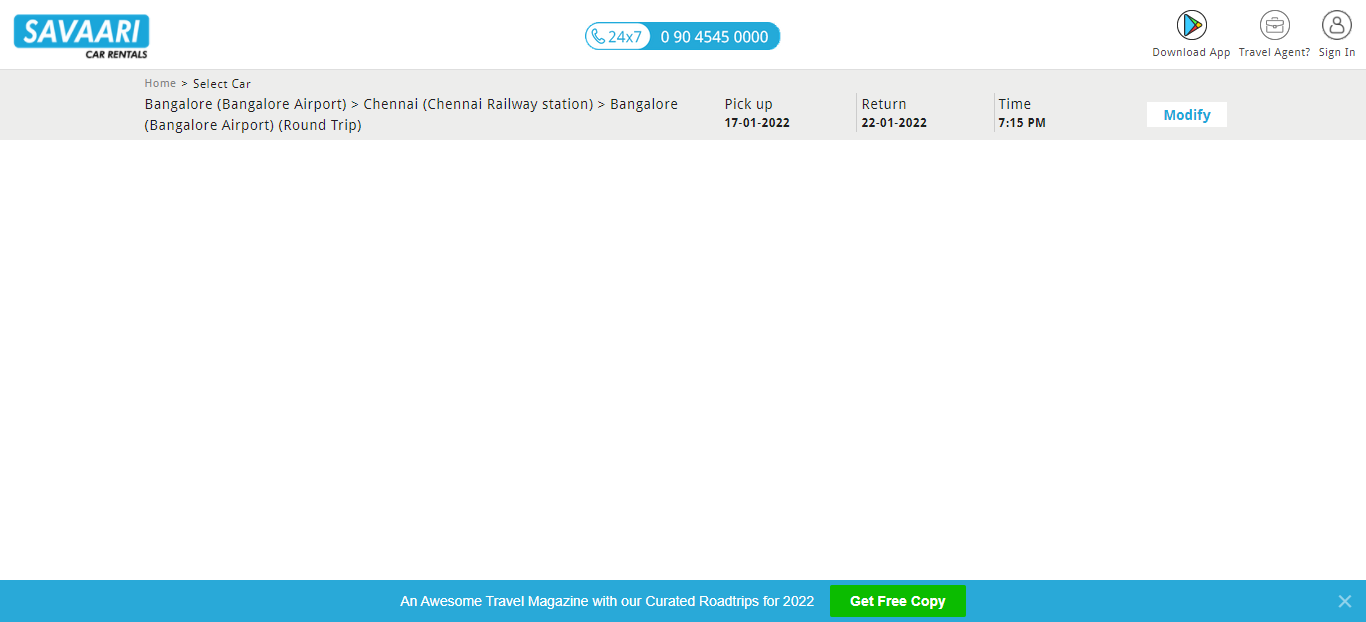 SAVAARI
CAR RENTALS
24x7 0 90 4545 0000
Download App Travel Agent? Sign In
Home > Select Car
Bangalore (Bangalore Airport) > Chennai (Chennai Railway station) > Bangalore
(Bangalore Airport) (Round Trip)
Pick up
17-01-2022
Return
22-01-2022
Time
7:15 PM
Modify
An Awesome Travel Magazine with our Curated Roadtrips for 2022 Get Free Copy